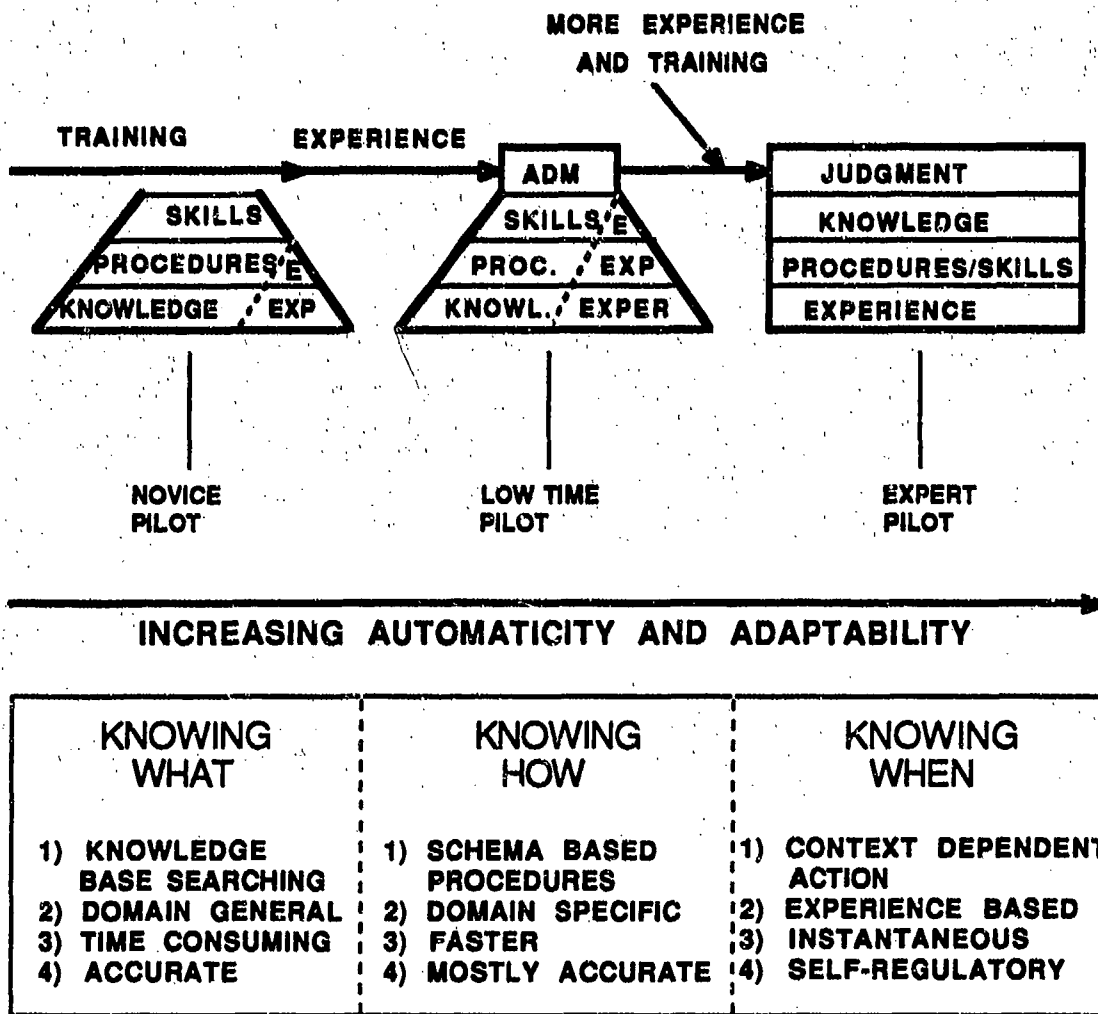 MORE EXPERIENCE
AND TRAINING
TRAINING
EXPERIENCE
SKILLS
PROCEDURES E
KNOWLEDGE EXP
NOVICE
PILOT
ADM
SKILLS E
PROC. EXP
KNOWL. EXPER
LOW TIME
PILOT
JUDGMENT
KNOWLEDGE
PROCEDURES/SKILLS
EXPERIENCE
EXPERT
PILOT
INCREASING AUTOMATICITY AND ADAPTABILITY
KNOWING
WHAT
1) KNOWLEDGE
BASE SEARCHING
2) DOMAIN GENERAL
3) TIME CONSUMING
4) ACCURATE
KNOWING
HOW
1) SCHEMA BASED
PROCEDURES
2) DOMAIN SPECIFIC
3) FASTER
4) MOSTLY ACCURATE
KNOWING
WHEN
1) CONTEXT DEPENDENT
ACTION
2) EXPERIENCE BASED
3) INSTANTANEOUS
4) SELF-REGULATORY